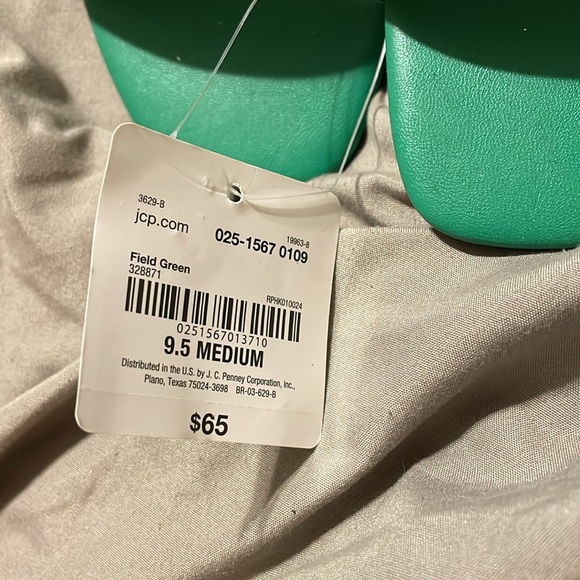 3629-B
jcp.com
19963-8
025-1567 0109
Field Green
328871
RPHK010024
0251567013710
9.5 MEDIUM
Distributed in the U.S. by J. C. Penney Corporation, Inc.,
Plano, Texas 75024-3698 BR-03-629-B
$65